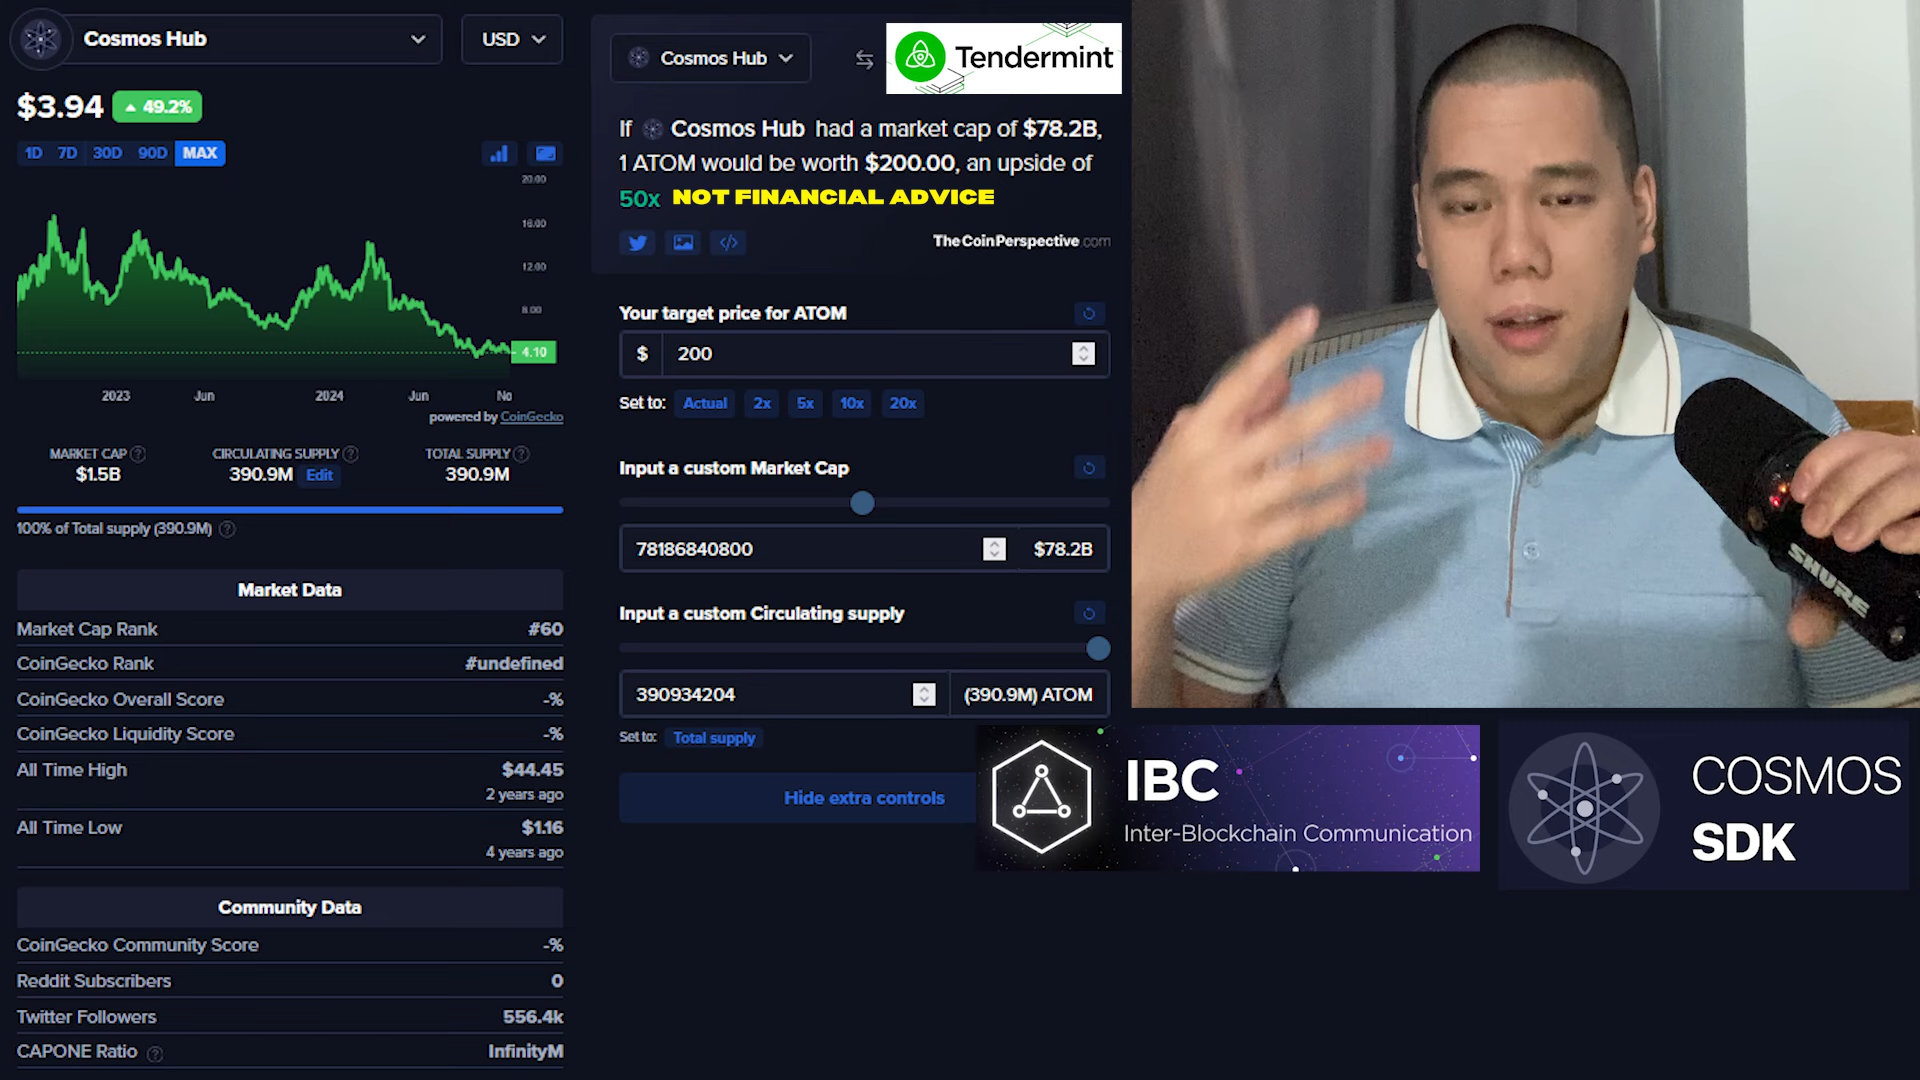 Cosmos Hub
USD
$3.94
49.2%
1D 7D 30D 90D MAX
20.00
16.00
12.00
8.00
4.10
2023 Jun 2024 Jun No
powered by CoinGecko
MARKET CAP CIRCULATING SUPPLY TOTAL SUPPLY
$1.5B 390.9M Edit 390.9M
100% of Total supply (390.9M)
Market Data
Market Cap Rank #60
CoinGecko Rank #undefined
CoinGecko Overall Score -%
CoinGecko Liquidity Score -%
All Time High $44.45
2 years ago
All Time Low $1.16
4 years ago
Community Data
CoinGecko Community Score -%
Reddit Subscribers 0
Twitter Followers 556.4k
CAPONE Ratio InfinityM
Cosmos Hub
Tendermint
If Cosmos Hub had a market cap of $78.2B,
1 ATOM would be worth $200.00, an upside of
50x NOT FINANCIAL ADVICE
TheCoinPerspective.com
Your target price for ATOM
$ 200
Set to: Actual 2x 5x 10x 20x
Input a custom Market Cap
78186840800 $78.2B
Input a custom Circulating supply
390934204 (390.9M) ATOM
Set to: Total supply
Hide extra controls
SHURE
IBC
Inter-Blockchain Communication
COSMOS
SDK